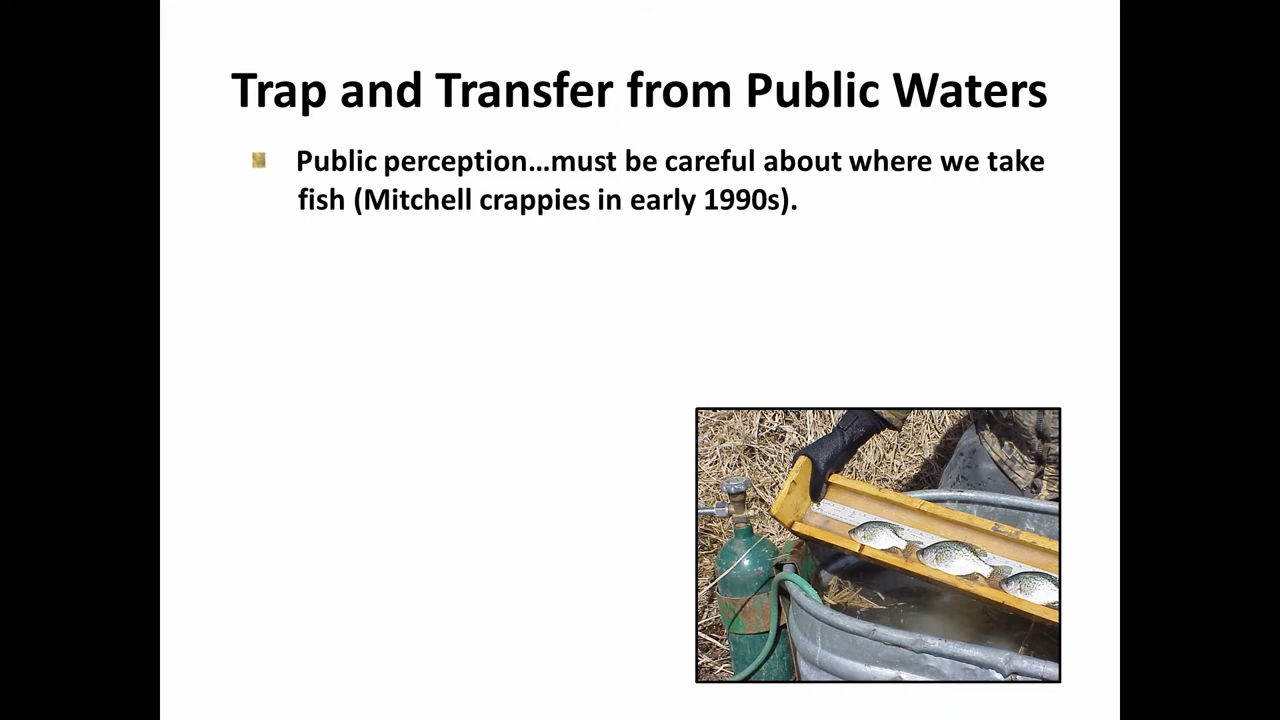 Trap and Transfer from Public Waters
Public perception…must be careful about where we take
fish (Mitchell crappies in early 1990s).